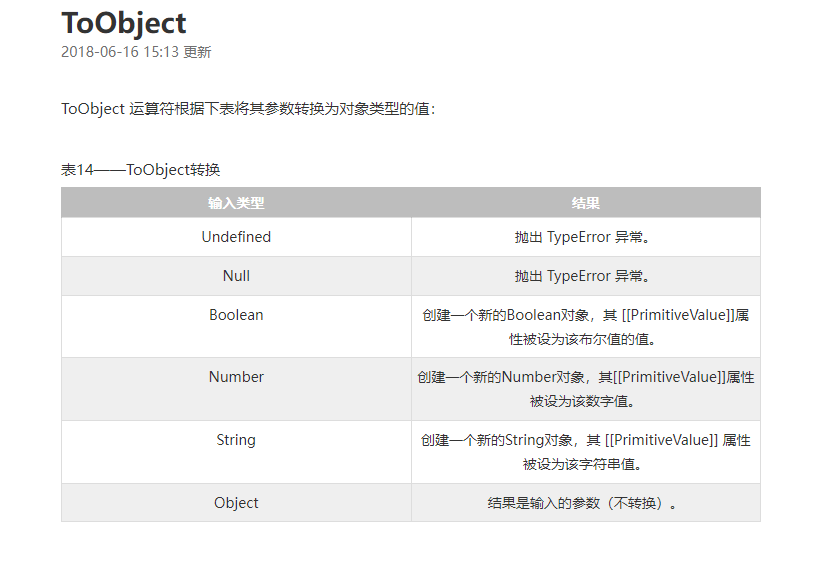 ToObject
2018-06-16 15:13 更新
ToObject 运算符根据下表将其参数转换为对象类型的值：
表14——ToObject转换
输入类型 结果
Undefined 抛出 TypeError 异常。
Null 抛出 TypeError 异常。
Boolean 创建一个新的Boolean对象，其 [[PrimitiveValue]]属
性被设为该布尔值的值。
Number 创建一个新的Number对象，其[[PrimitiveValue]]属性
被设为该数字值。
String 创建一个新的String对象，其 [[PrimitiveValue]] 属性
被设为该字符串值。
Object 结果是输入的参数（不转换）。